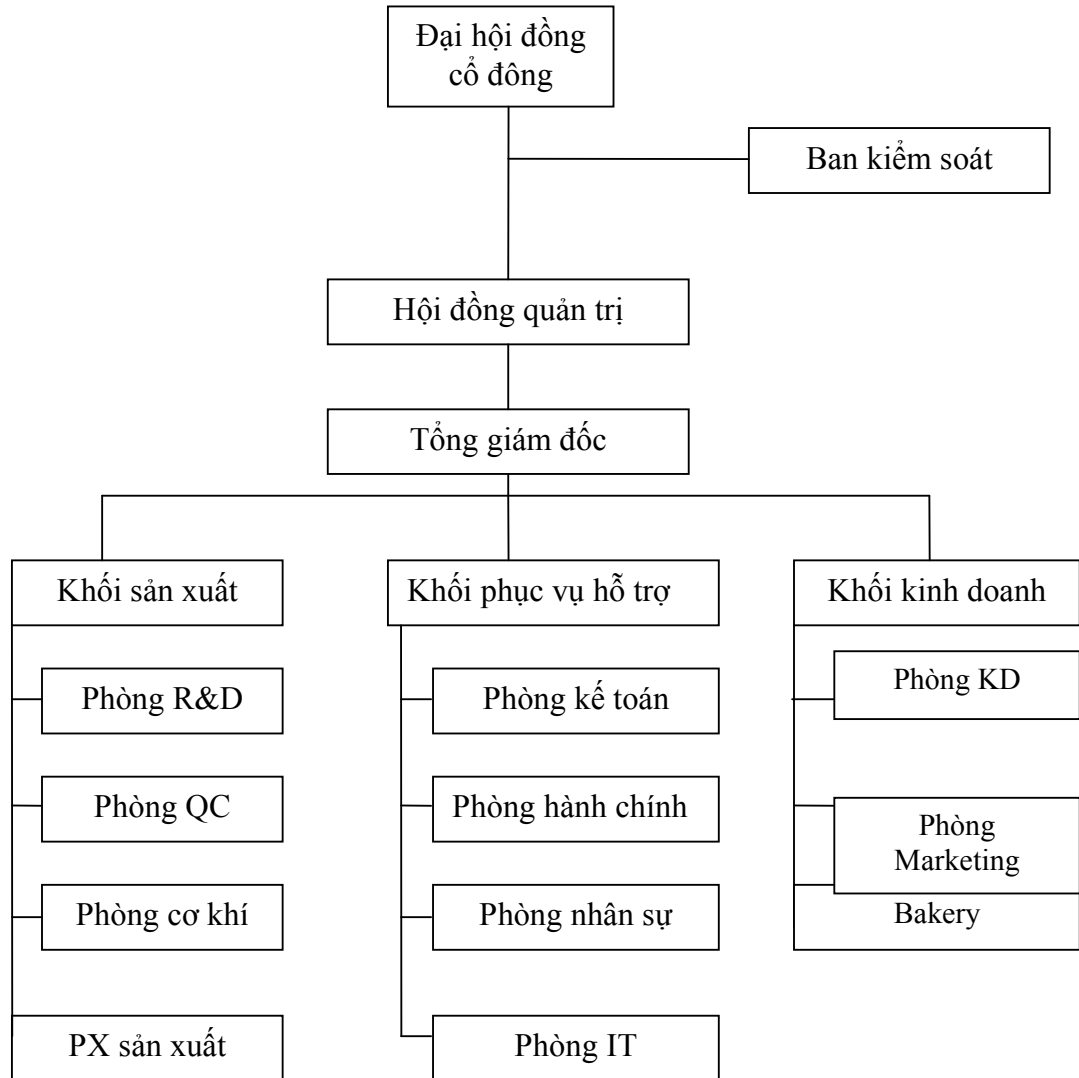 Đại hội đồng
cổ đông
Ban kiểm soát
Hội đồng quản trị
Tổng giám đốc
Khối sản xuất
Phòng R&D
Phòng QC
Phòng cơ khí
PX sản xuất
Khối phục vụ hỗ trợ
Phòng kế toán
Phòng hành chính
Phòng nhân sự
Phòng IT
Khối kinh doanh
Phòng KD
Phòng
Marketing
Bakery